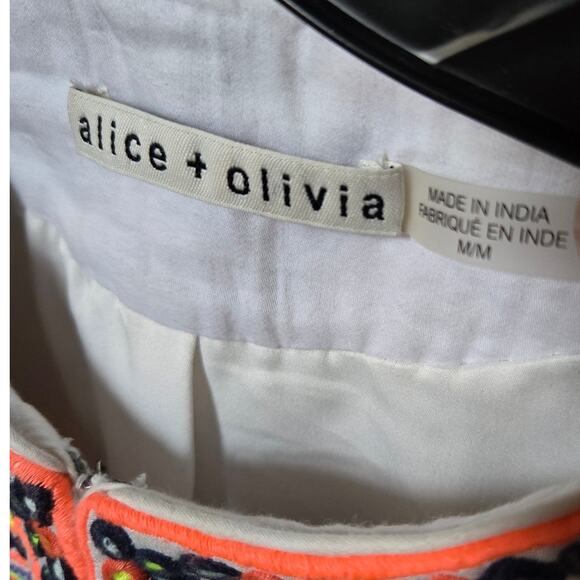 alice + olivia
MADE IN INDIA
FABRIQUÉ EN INDE
M/M